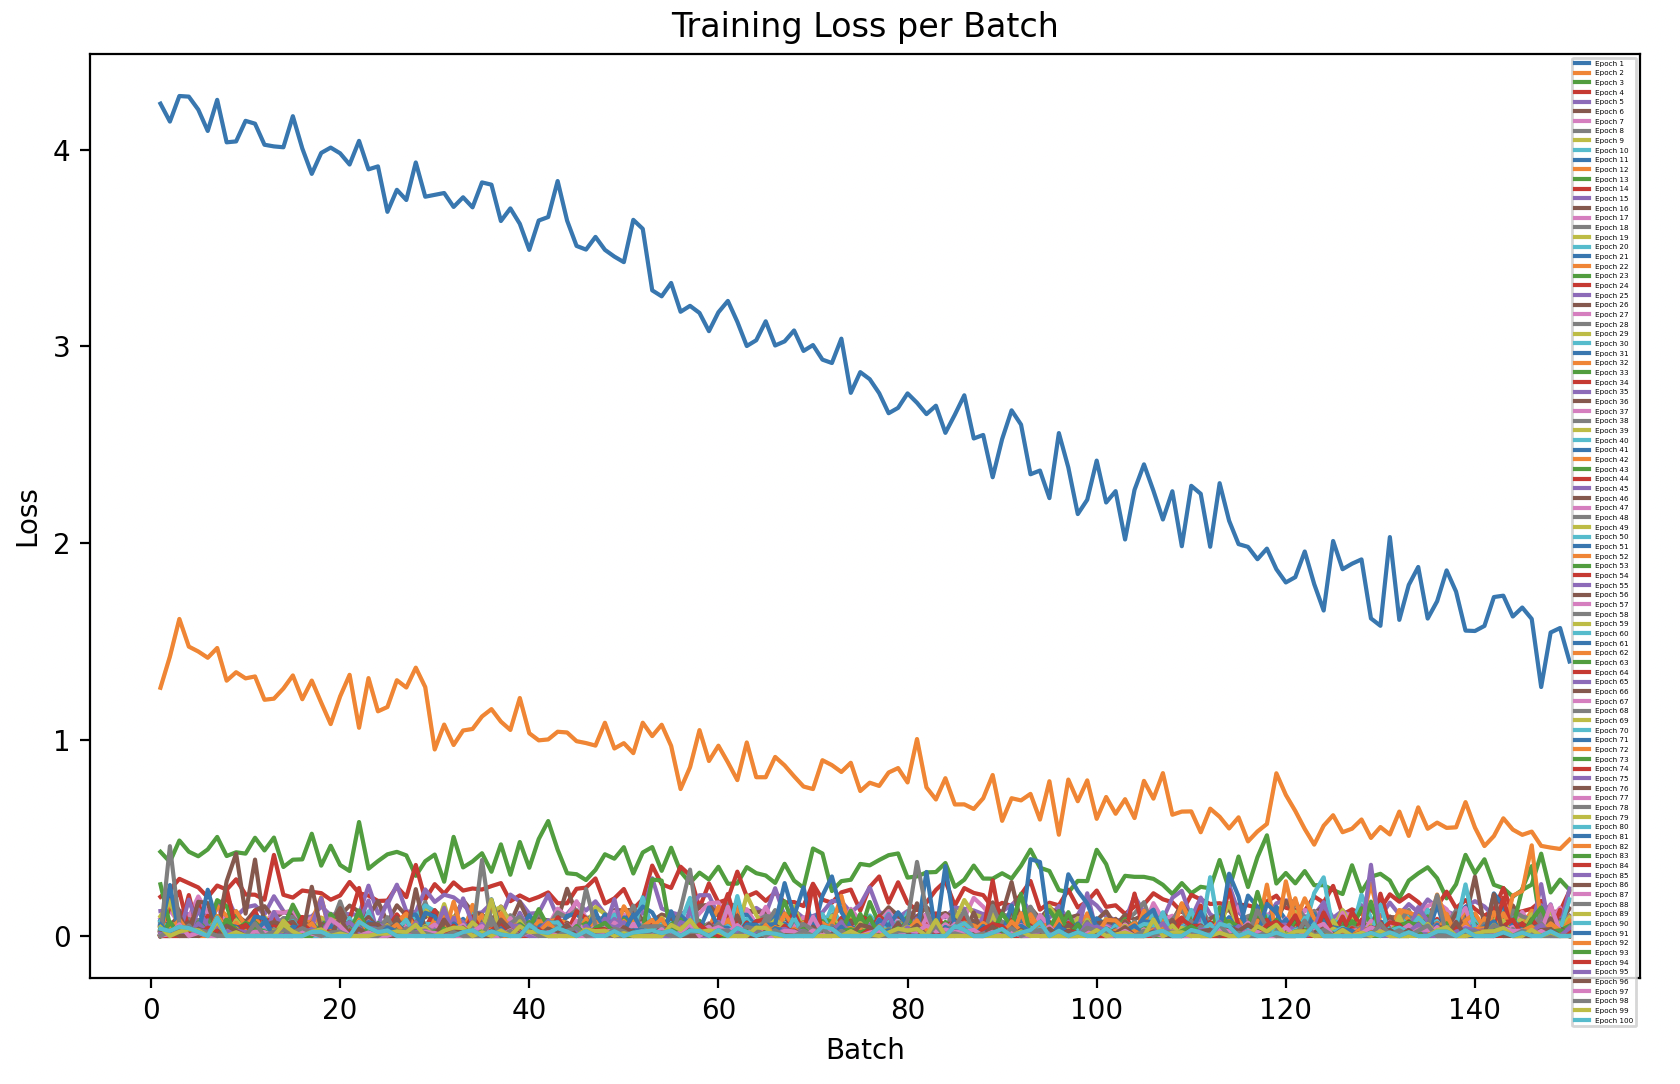 Training Loss per Batch
Loss
4
3
2
1
0
0 20 40 60 80 100 120 140
Batch
Epoch 1
Epoch 2
Epoch 3
Epoch 4
Epoch 5
Epoch 6
Epoch 7
Epoch 8
Epoch 9
Epoch 10
Epoch 11
Epoch 12
Epoch 13
Epoch 14
Epoch 15
Epoch 16
Epoch 17
Epoch 18
Epoch 19
Epoch 20
Epoch 21
Epoch 22
Epoch 23
Epoch 24
Epoch 25
Epoch 26
Epoch 27
Epoch 28
Epoch 29
Epoch 30
Epoch 31
Epoch 32
Epoch 33
Epoch 34
Epoch 35
Epoch 36
Epoch 37
Epoch 38
Epoch 39
Epoch 40
Epoch 41
Epoch 42
Epoch 43
Epoch 44
Epoch 45
Epoch 46
Epoch 47
Epoch 48
Epoch 49
Epoch 50
Epoch 51
Epoch 52
Epoch 53
Epoch 54
Epoch 55
Epoch 56
Epoch 57
Epoch 58
Epoch 59
Epoch 60
Epoch 61
Epoch 62
Epoch 63
Epoch 64
Epoch 65
Epoch 66
Epoch 67
Epoch 68
Epoch 69
Epoch 70
Epoch 71
Epoch 72
Epoch 73
Epoch 74
Epoch 75
Epoch 76
Epoch 77
Epoch 78
Epoch 79
Epoch 80
Epoch 81
Epoch 82
Epoch 83
Epoch 84
Epoch 85
Epoch 86
Epoch 87
Epoch 88
Epoch 89
Epoch 90
Epoch 91
Epoch 92
Epoch 93
Epoch 94
Epoch 95
Epoch 96
Epoch 97
Epoch 98
Epoch 99
Epoch 100